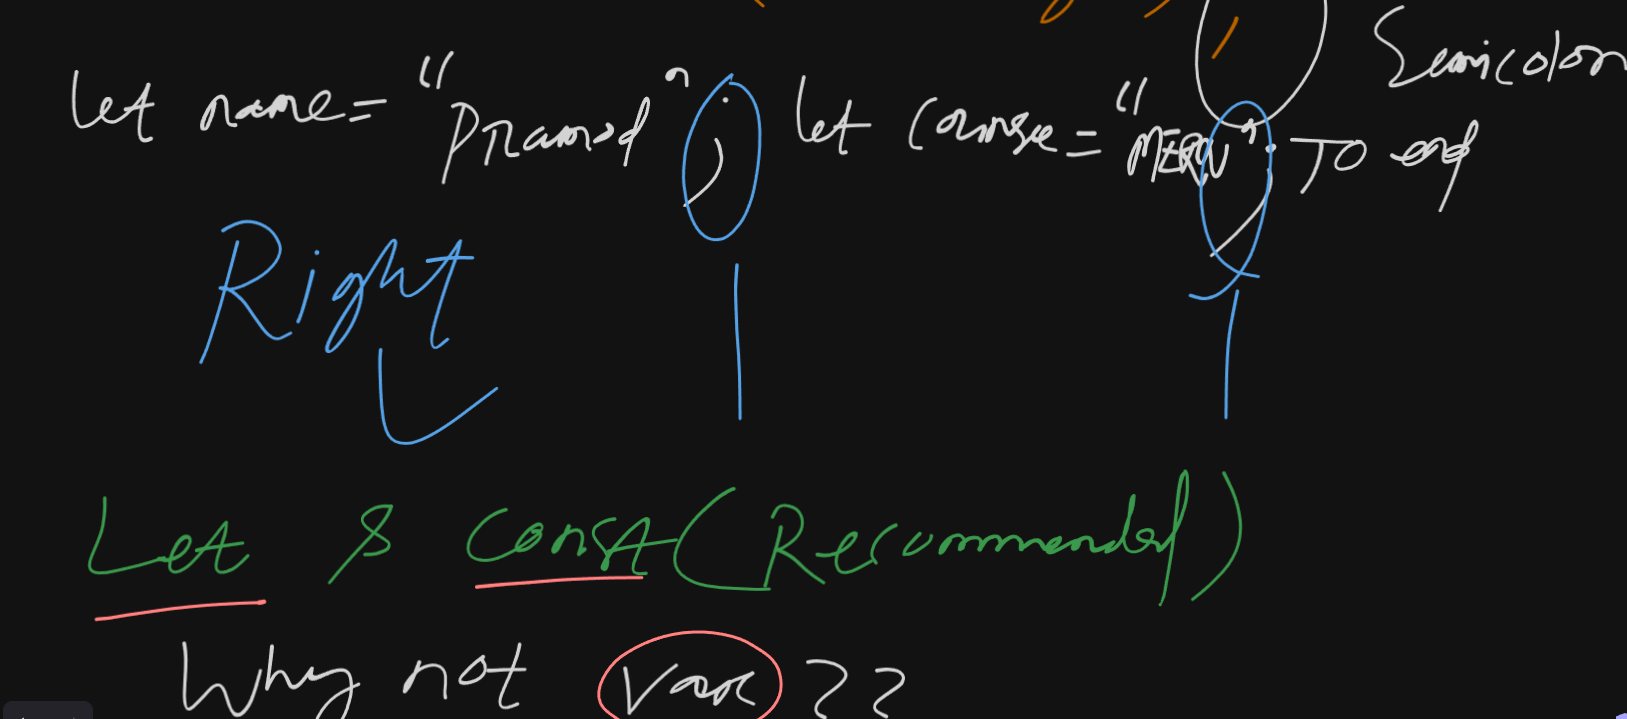 Semicolon
let name = "Pramod"; let course = "MERN"; To end
Right
Let & Const (Recommended)
Why not var ??